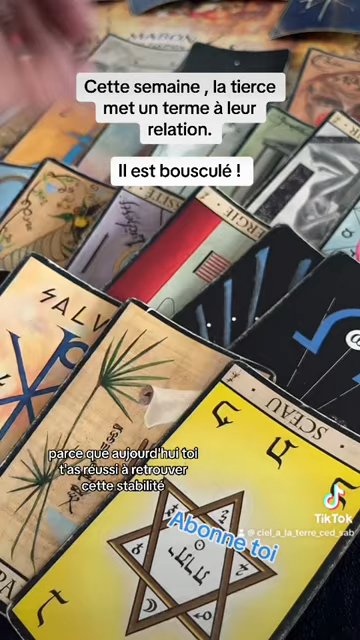 Cette semaine , la tierce
met un terme à leur
relation.
Il est bousculé !
SALV
SCEAU
parce que aujourd'hui toi
t'as réussi à retrouver
cette stabilité
Abonne toi
TikTok
@ciel_a_la_terre_ced_sab